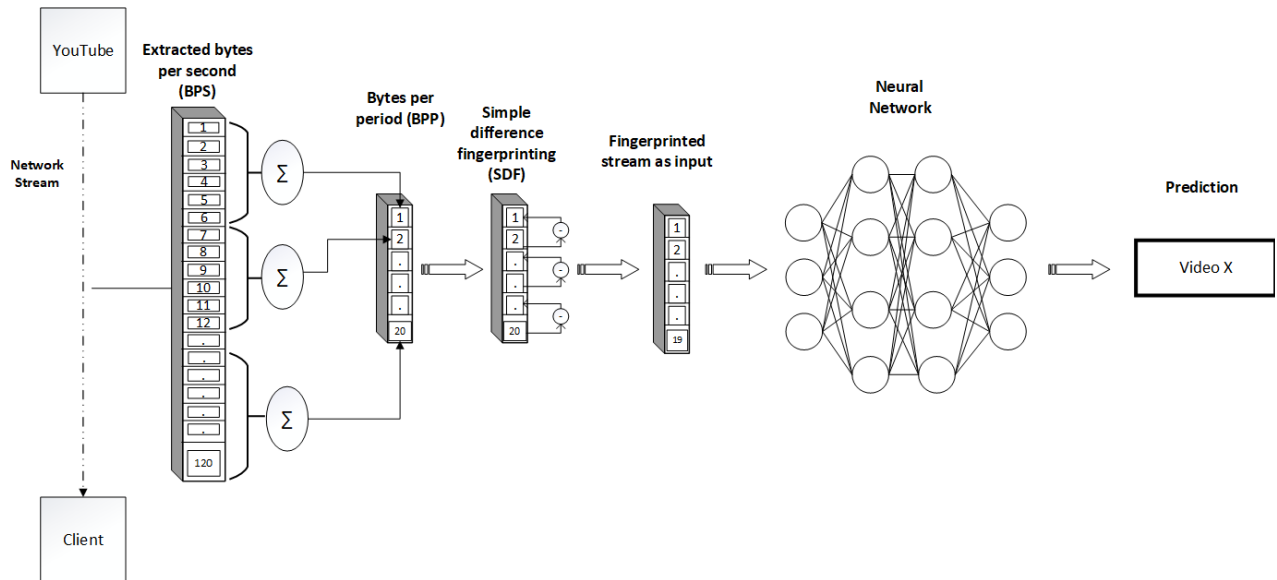 YouTube
Network
Stream
Client
Extracted bytes
per second
(BPS)
1
2
3
4
5
6
7
8
9
10
11
12
.
.
.
.
.
.
120
Σ
Σ
Σ
Bytes per
period (BPP)
1
2
.
.
.
20
Simple
difference
fingerprinting
(SDF)
1
2
.
.
.
20
-
-
-
Fingerprinted
stream as input
1
2
.
.
.
19
Neural
Network
Prediction
Video X